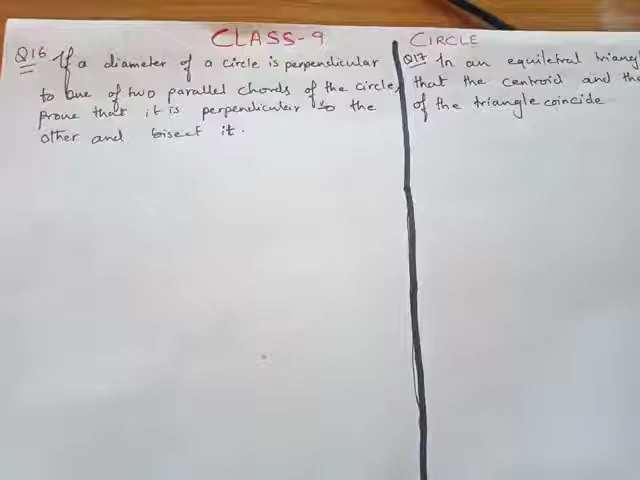 CLASS-9 CIRCLE
Q16 If a diameter of a circle is perpendicular
to one of two parallel chords of the circle,
prove that it is perpendicular to the
other and bisect it.
Q17 In an equiletral triangl
that the centroid and the
of the triangle coincide